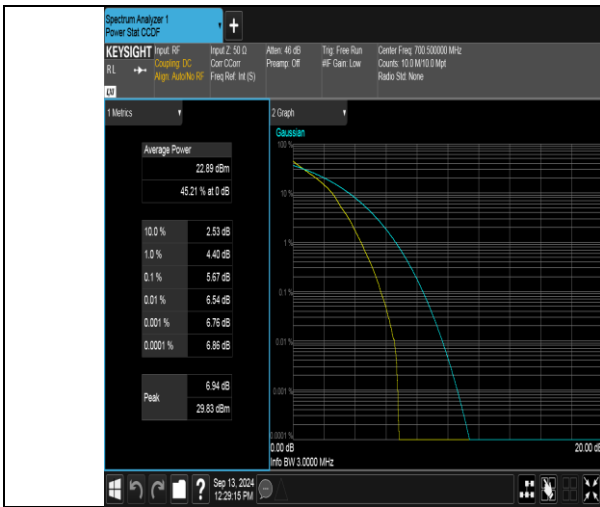 Spectrum Analyzer 1
Power Stat CCDF
+
KEYSIGHT
Input: RF
Coupling: DC
Align: Auto/No RF
Input Z: 50 Ω
Corr CCorr
Freq Ref: Int (S)
Atten: 46 dB
Preamp: Off
Trig: Free Run
#IF Gain: Low
Center Freq: 700.500000 MHz
Counts: 10.0 M/10.0 Mpt
Radio Std: None
R L
LXI
1 Metrics
Average Power
22.89 dBm
45.21 % at 0 dB
10.0 % 2.53 dB
1.0 % 4.40 dB
0.1 % 5.67 dB
0.01 % 6.54 dB
0.001 % 6.76 dB
0.0001 % 6.86 dB
Peak
6.94 dB
29.83 dBm
2 Graph
Gaussian
100 %
10 %
1 %
0.1 %
0.01 %
0.001 %
0.0001 %
0.00 dB
20.00 dB
Info BW 3.0000 MHz
?
Sep 13, 2024
12:29:15 PM